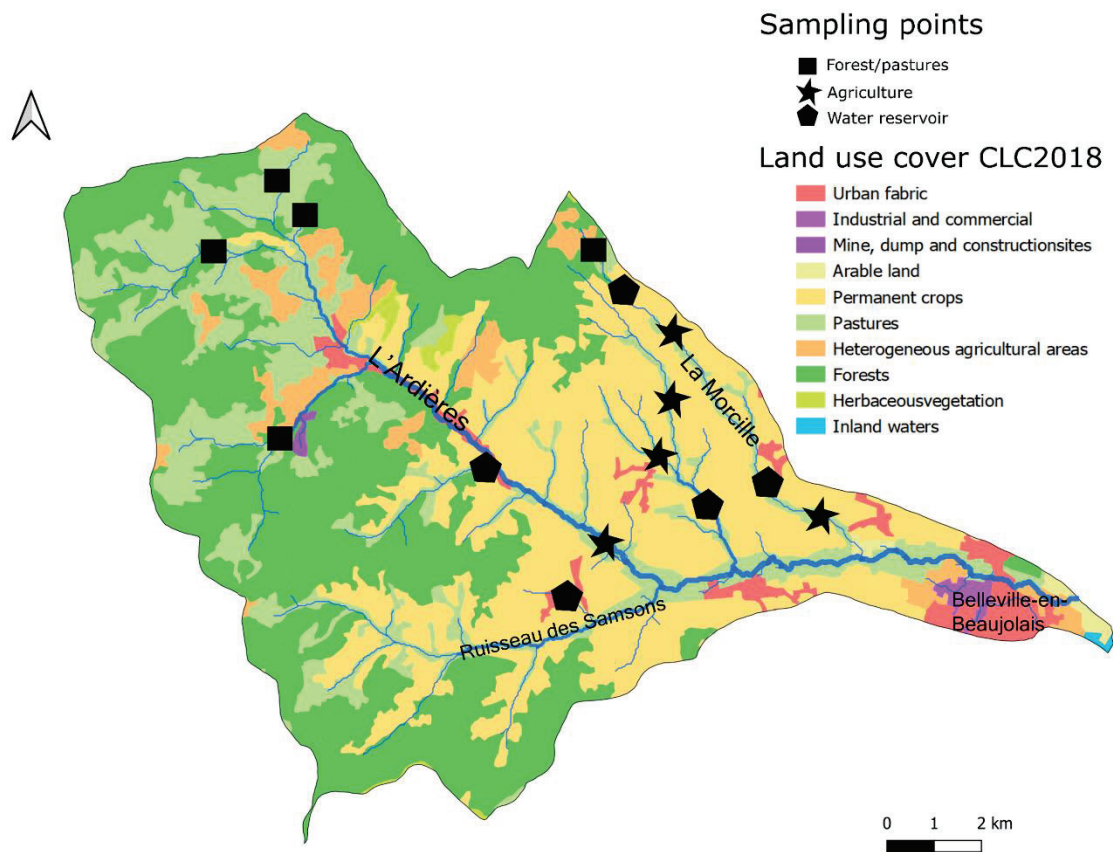 Sampling points
Forest/pastures
Agriculture
Water reservoir
Land use cover CLC2018
Urban fabric
Industrial and commercial
Mine, dump and constructionsites
Arable land
Permanent crops
Pastures
Heterogeneous agricultural areas
Forests
Herbaceousvegetation
Inland waters
L'Ardières
La Morcille
Ruisseau des Samsons
Belleville-en-
Beaujolais
0 1 2 km